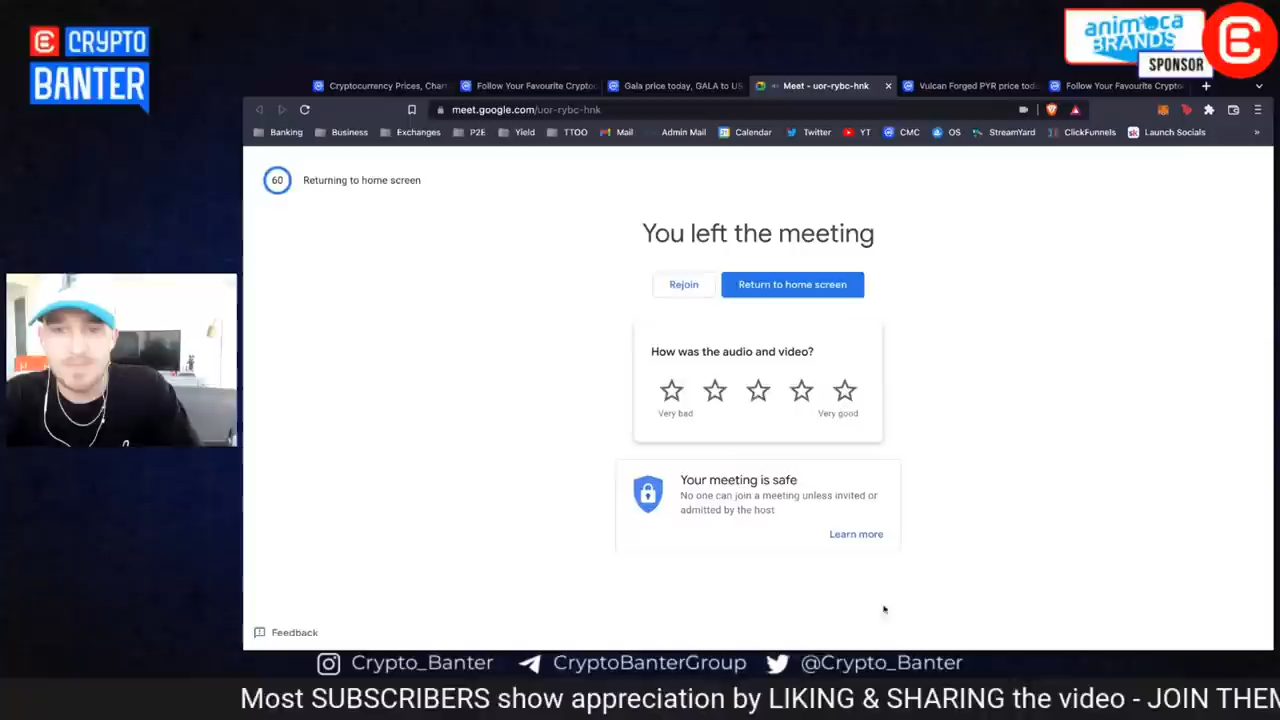 CRYPTO
BANTER
animoca
BRANDS
SPONSOR
Cryptocurrency Prices, Chart
Follow Your Favourite Cryptoc
Gala price today, GALA to US
Meet - uor-rybc-hnk
Vulcan Forged PYR price tod
Follow Your Favourite Crypto
meet.google.com/uor-rybc-hnk
Banking
Business
Exchanges
P2E
Yield
TTOO
Mail
Admin Mail
Calendar
Twitter
YT
CMC
OS
StreamYard
ClickFunnels
sk
Launch Socials
»
60
Returning to home screen
You left the meeting
Rejoin
Return to home screen
How was the audio and video?
Very bad
Very good
Your meeting is safe
No one can join a meeting unless invited or
admitted by the host
Learn more
Feedback
Crypto_Banter
CryptoBanterGroup
@Crypto_Banter
Most SUBSCRIBERS show appreciation by LIKING & SHARING the video - JOIN THEM